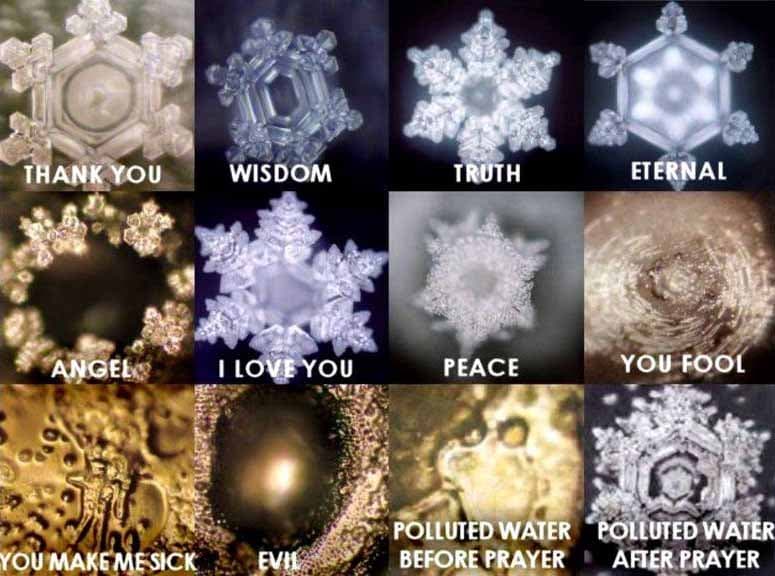 THANK YOU
WISDOM
TRUTH
ETERNAL
ANGEL
I LOVE YOU
PEACE
YOU FOOL
YOU MAKE ME SICK
EVIL
POLLUTED WATER
BEFORE PRAYER
POLLUTED WATER
AFTER PRAYER